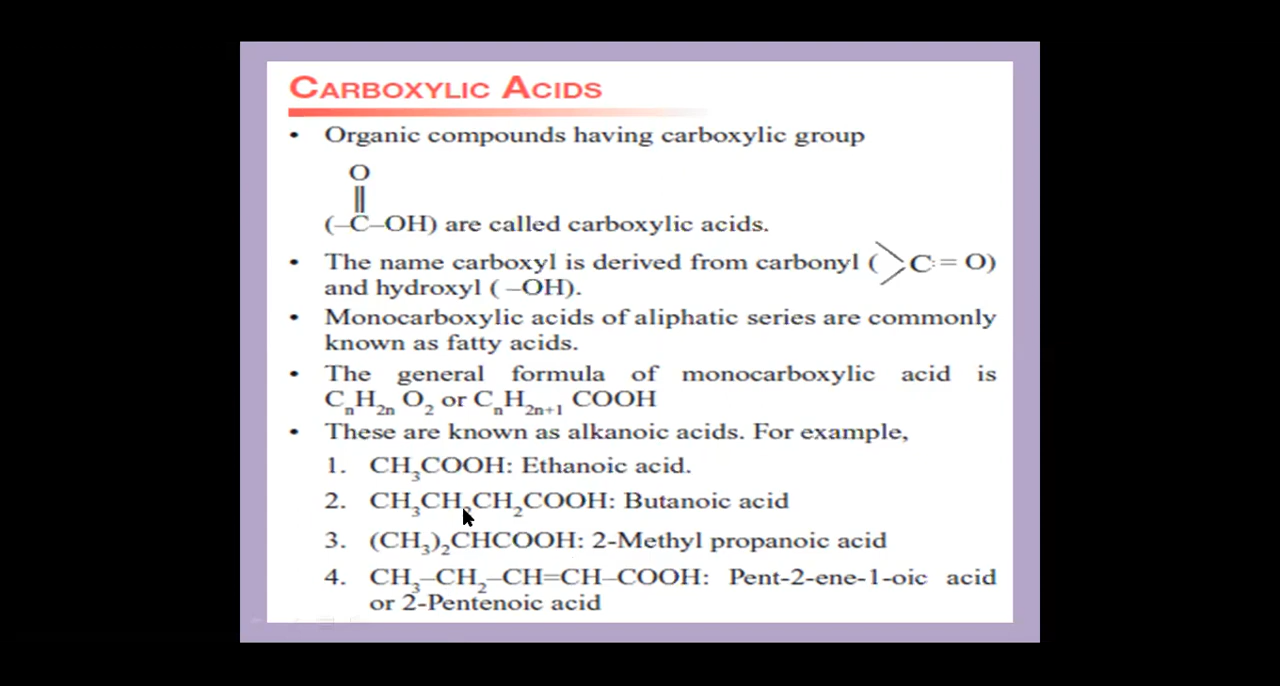 CARBOXYLIC ACIDS
• Organic compounds having carboxylic group
O
||
(–C–OH) are called carboxylic acids.
• The name carboxyl is derived from carbonyl ( >C = O)
and hydroxyl ( –OH).
• Monocarboxylic acids of aliphatic series are commonly
known as fatty acids.
• The general formula of monocarboxylic acid is
CₙH₂ₙ O₂ or CₙH₂ₙ₊₁ COOH
• These are known as alkanoic acids. For example,
1. CH₃COOH: Ethanoic acid.
2. CH₃CH₂CH₂COOH: Butanoic acid
3. (CH₃)₂CHCOOH: 2-Methyl propanoic acid
4. CH₃–CH₂–CH=CH–COOH: Pent-2-ene-1-oic acid
or 2-Pentenoic acid